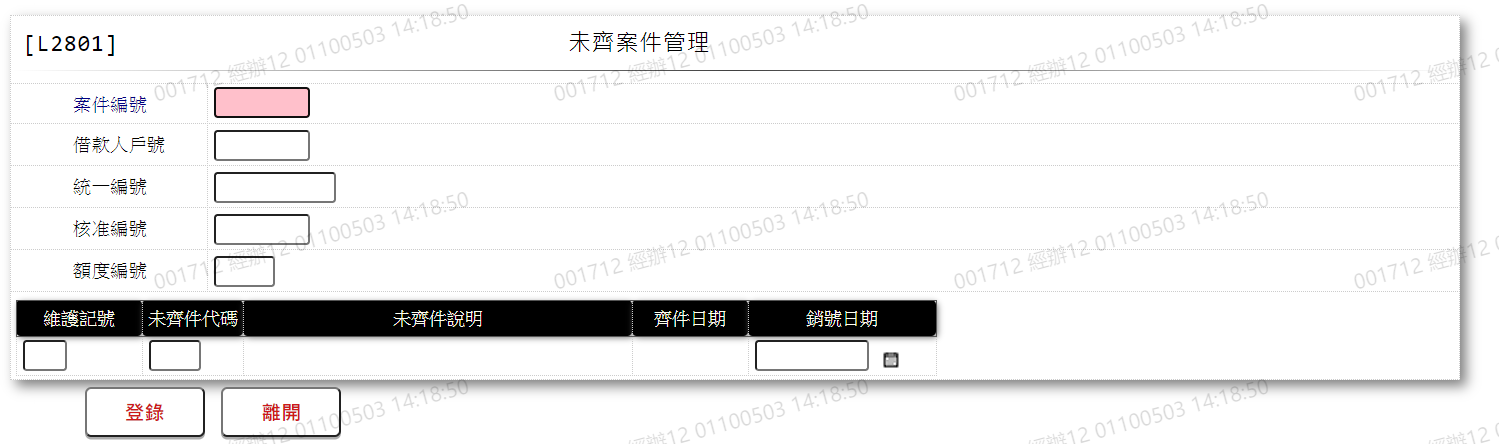 [L2801] 未齊案件管理
案件編號
借款人戶號
統一編號
核准編號
額度編號
維護記號 未齊件代碼 未齊件說明 齊件日期 銷號日期
登錄 離開
001712 經辦12 01100503 14:18:50